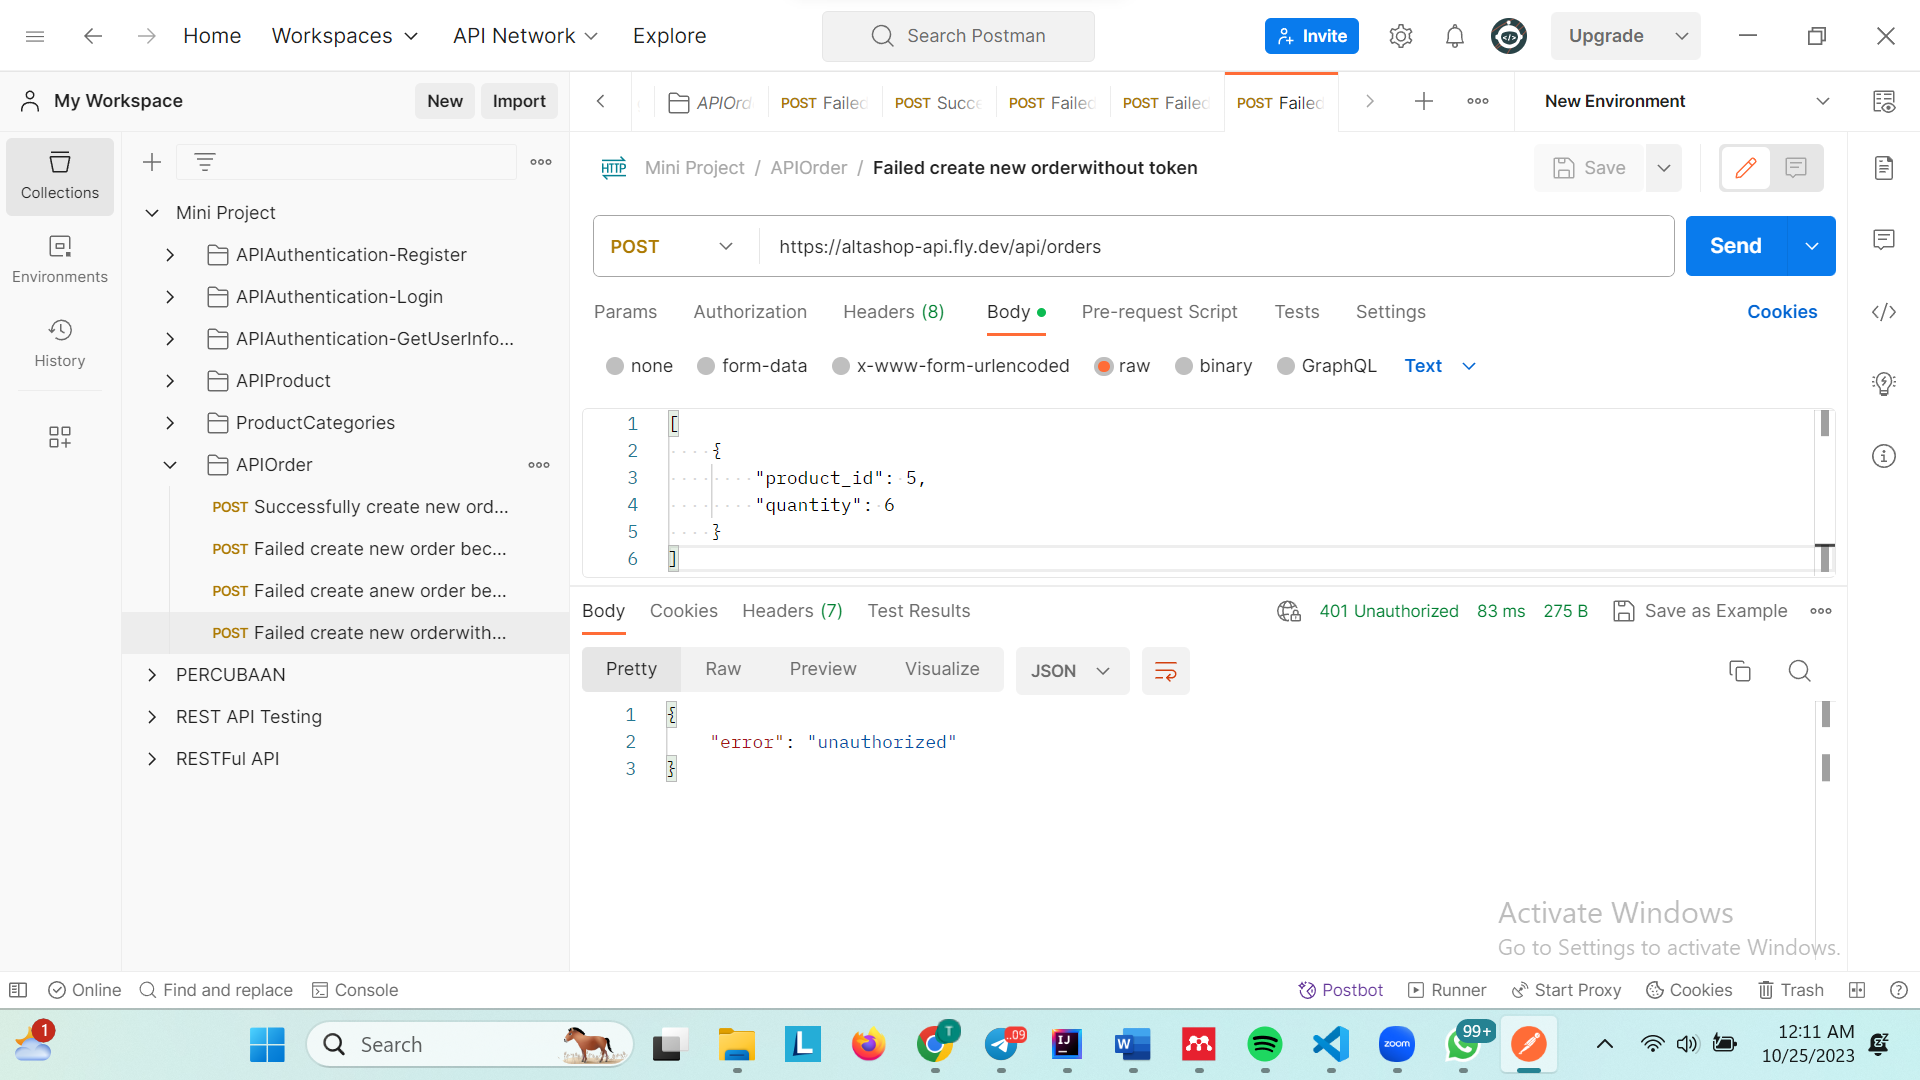 Home
Workspaces
API Network
Explore
Search Postman
Invite
Upgrade
My Workspace
New
Import
APIOrd
POST Failed
POST Succe
POST Failed
POST Failed
POST Failed
New Environment
Collections
Environments
History
Mini Project
APIAuthentication-Register
APIAuthentication-Login
APIAuthentication-GetUserInfo...
APIProduct
ProductCategories
APIOrder
POST Successfully create new ord...
POST Failed create new order bec...
POST Failed create anew order be...
POST Failed create new orderwith...
PERCUBAAN
REST API Testing
RESTFul API
HTTP Mini Project / APIOrder / Failed create new orderwithout token
Save
POST
https://altashop-api.fly.dev/api/orders
Send
Params
Authorization
Headers (8)
Body
Pre-request Script
Tests
Settings
Cookies
none
form-data
x-www-form-urlencoded
raw
binary
GraphQL
Text
1 [
2 {
3 "product_id": 5,
4 "quantity": 6
5 }
6 ]
Body
Cookies
Headers (7)
Test Results
401 Unauthorized
83 ms
275 B
Save as Example
Pretty
Raw
Preview
Visualize
JSON
1 {
2 "error": "unauthorized"
3 }
Activate Windows
Go to Settings to activate Windows.
Online
Find and replace
Console
Postbot
Runner
Start Proxy
Cookies
Trash
1
Search
L
T
..09
IJ
W
zoom
99+
12:11 AM
10/25/2023